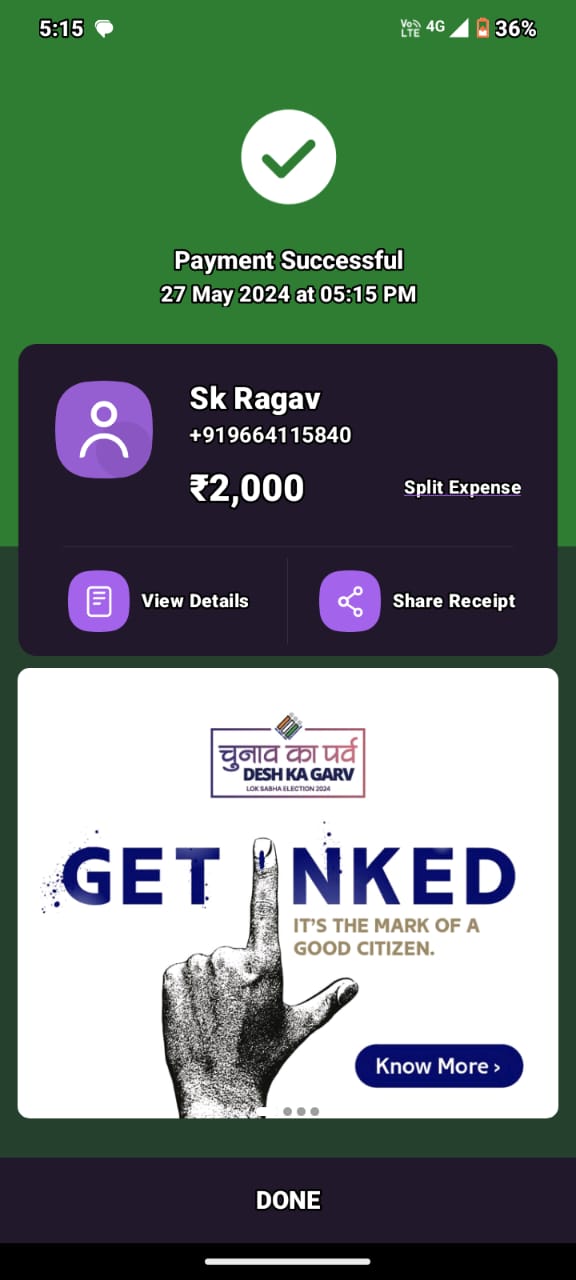 5:15
Vo LTE 4G 36%
Payment Successful
27 May 2024 at 05:15 PM
Sk Ragav
+919664115840
₹2,000
Split Expense
View Details
Share Receipt
चुनाव का पर्व
DESH KA GARV
LOK SABHA ELECTION 2024
GET INKED
IT'S THE MARK OF A
GOOD CITIZEN.
Know More ›
DONE